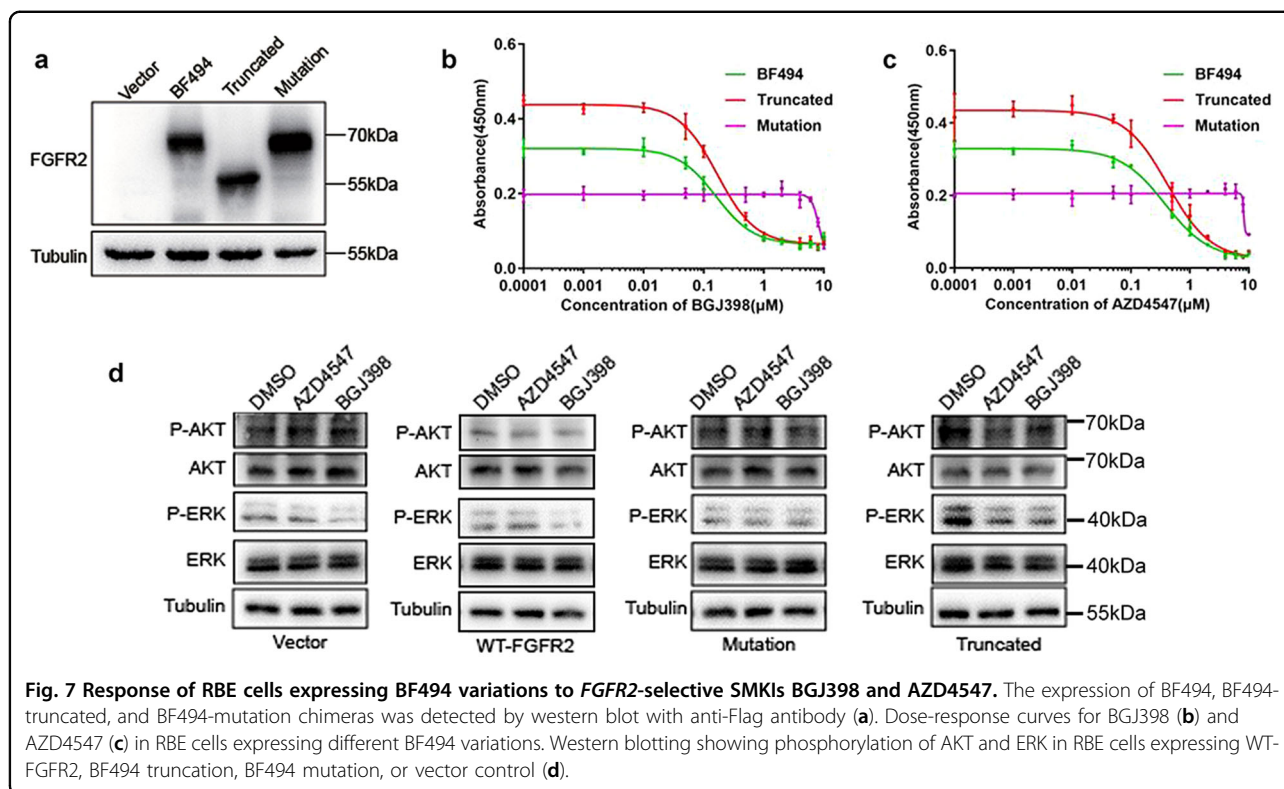 a
Vector BF494 Truncated Mutation
FGFR2
70kDa
55kDa
Tubulin
55kDa
b
0.6
0.4
0.2
0.0
Absorbance(450nm)
BF494
Truncated
Mutation
0.0001 0.001 0.01 0.1 1 10
Concentration of BGJ398(μM)
c
0.6
0.4
0.2
0.0
Absorbance(450nm)
BF494
Truncated
Mutation
0.0001 0.001 0.01 0.1 1 10
Concentration of AZD4547(μM)
d
DMSO AZD4547 BGJ398
P-AKT
AKT
P-ERK
ERK
Tubulin
Vector
DMSO AZD4547 BGJ398
P-AKT
AKT
P-ERK
ERK
Tubulin
WT-FGFR2
DMSO AZD4547 BGJ398
P-AKT
AKT
P-ERK
ERK
Tubulin
Mutation
DMSO AZD4547 BGJ398
P-AKT
70kDa
AKT
70kDa
P-ERK
40kDa
ERK
40kDa
Tubulin
55kDa
Truncated
Fig. 7 Response of RBE cells expressing BF494 variations to FGFR2-selective SMKIs BGJ398 and AZD4547. The expression of BF494, BF494-
truncated, and BF494-mutation chimeras was detected by western blot with anti-Flag antibody (a). Dose-response curves for BGJ398 (b) and
AZD4547 (c) in RBE cells expressing different BF494 variations. Western blotting showing phosphorylation of AKT and ERK in RBE cells expressing WT-
FGFR2, BF494 truncation, BF494 mutation, or vector control (d).